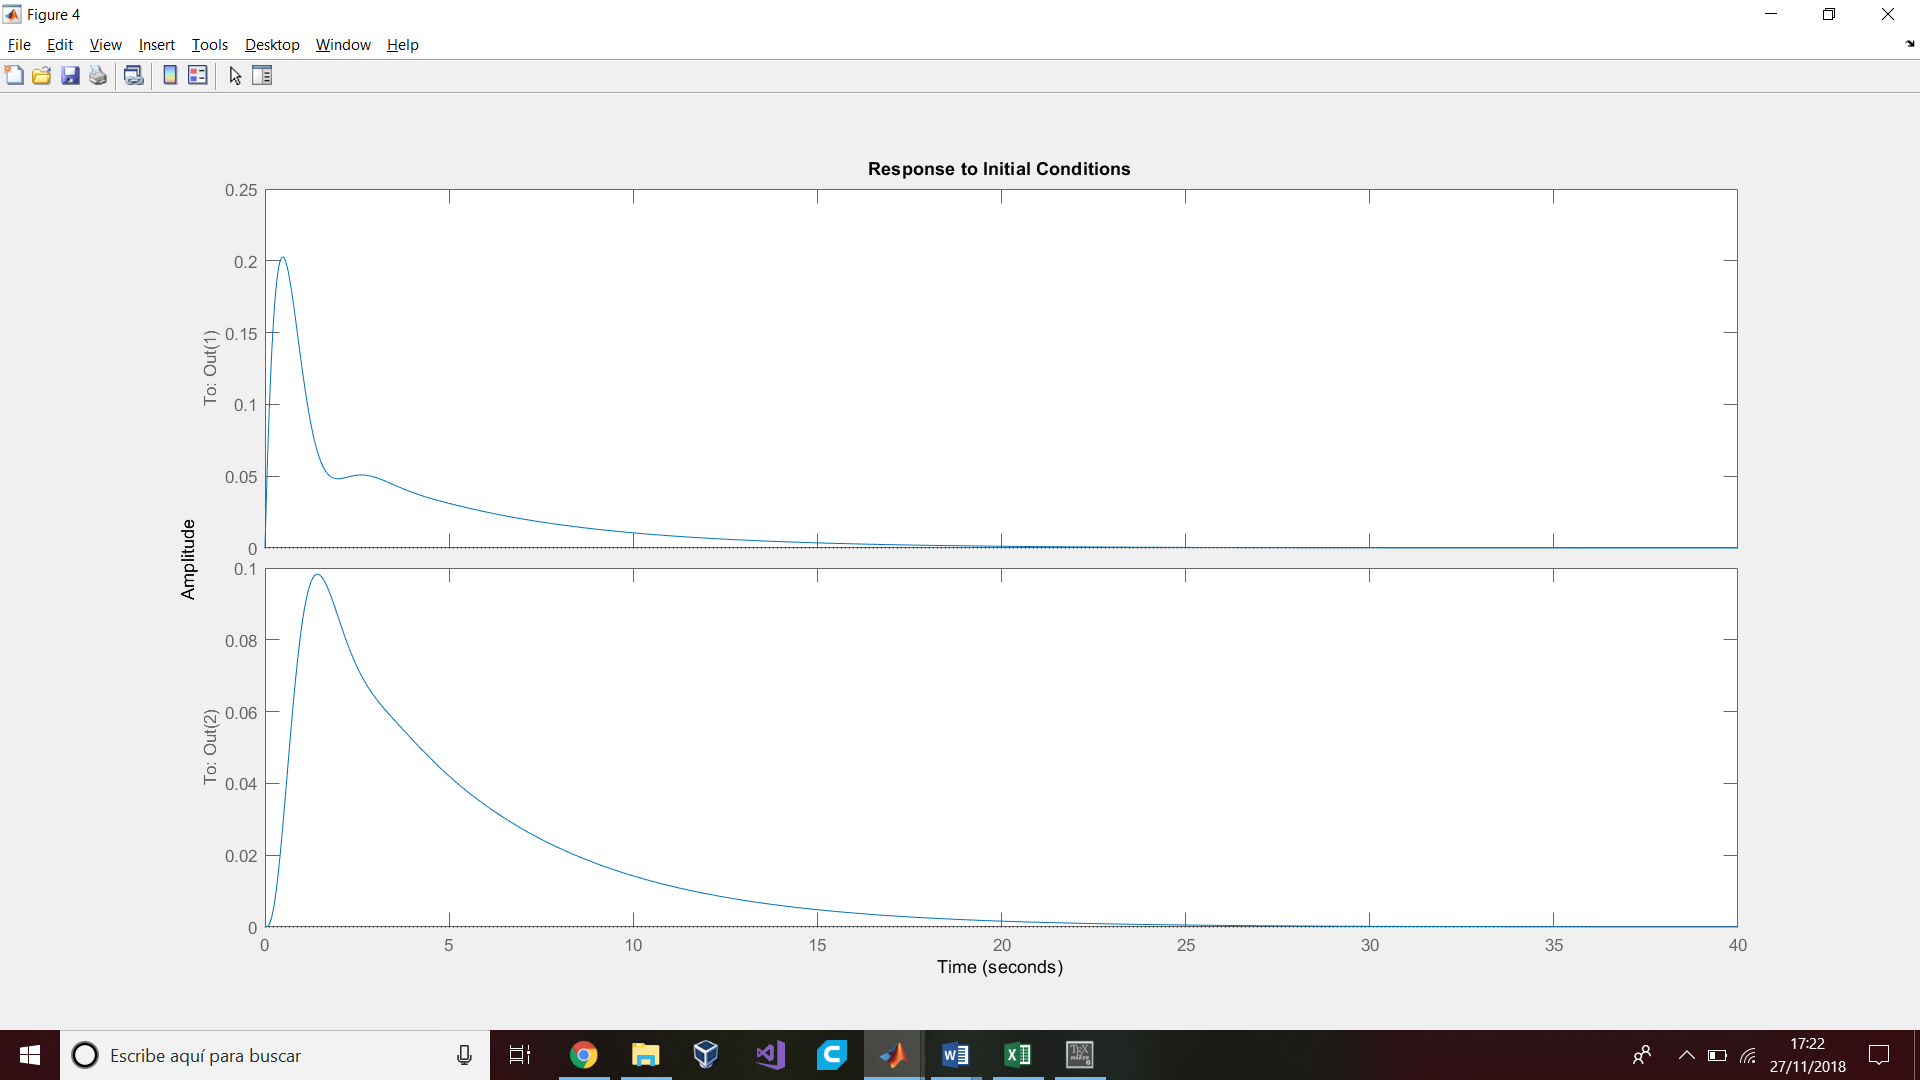 Figure 4
File Edit View Insert Tools Desktop Window Help
Response to Initial Conditions
0.25
0.2
0.15
0.1
0.05
0
To: Out(1)
Amplitude
0.1
0.08
0.06
0.04
0.02
0
To: Out(2)
0 5 10 15 20 25 30 35 40
Time (seconds)
Escribe aquí para buscar
17:22
27/11/2018